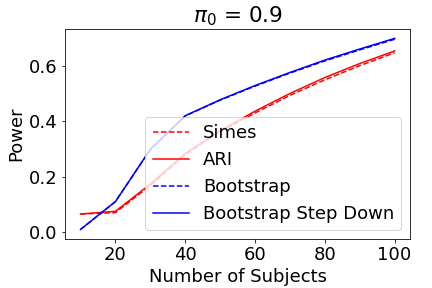 π₀ = 0.9
Power
0.6
0.4
0.2
0.0
Simes
ARI
Bootstrap
Bootstrap Step Down
20 40 60 80 100
Number of Subjects